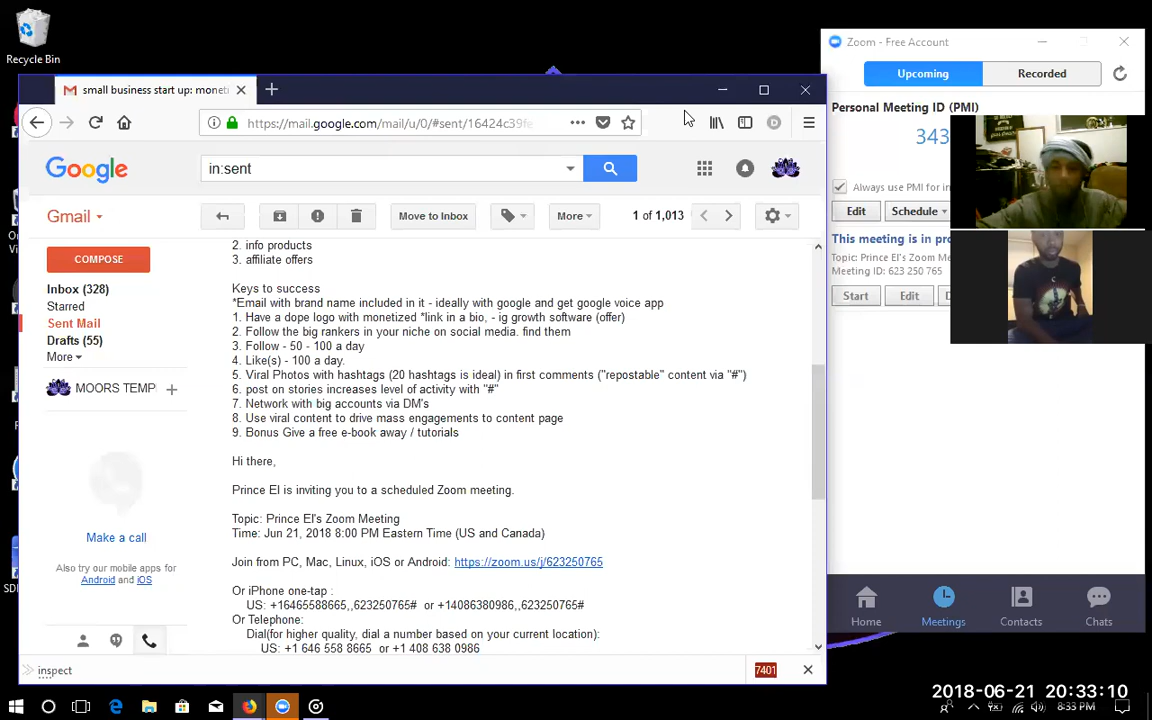 Recycle Bin
small business start up: monet
https://mail.google.com/mail/u/0/#sent/16424c39fe
Google
in:sent
Gmail
Move to Inbox
More
1 of 1,013
COMPOSE
Inbox (328)
Starred
Sent Mail
Drafts (55)
More
MOORS TEMP
Make a call
Also try our mobile apps for
Android and iOS
2. info products
3. affiliate offers
Keys to success
*Email with brand name included in it - ideally with google and get google voice app
1. Have a dope logo with monetized *link in a bio, - ig growth software (offer)
2. Follow the big rankers in your niche on social media. find them
3. Follow - 50 - 100 a day
4. Like(s) - 100 a day.
5. Viral Photos with hashtags (20 hashtags is ideal) in first comments ("repostable" content via "#")
6. post on stories increases level of activity with "#"
7. Network with big accounts via DM's
8. Use viral content to drive mass engagements to content page
9. Bonus Give a free e-book away / tutorials
Hi there,
Prince El is inviting you to a scheduled Zoom meeting.
Topic: Prince El's Zoom Meeting
Time: Jun 21, 2018 8:00 PM Eastern Time (US and Canada)
Join from PC, Mac, Linux, iOS or Android: https://zoom.us/j/623250765
Or iPhone one-tap :
US: +16465588665,,623250765# or +14086380986,,623250765#
Or Telephone:
Dial(for higher quality, dial a number based on your current location):
US: +1 646 558 8665 or +1 408 638 0986
inspect
7401
Zoom - Free Account
Upcoming
Recorded
Personal Meeting ID (PMI)
343
Always use PMI for in
Edit
Schedule
This meeting is in pro
Topic: Prince El's Zoom Me
Meeting ID: 623 250 765
Start
Edit
D
Home
Meetings
Contacts
Chats
2018-06-21 20:33:10
8:33 PM